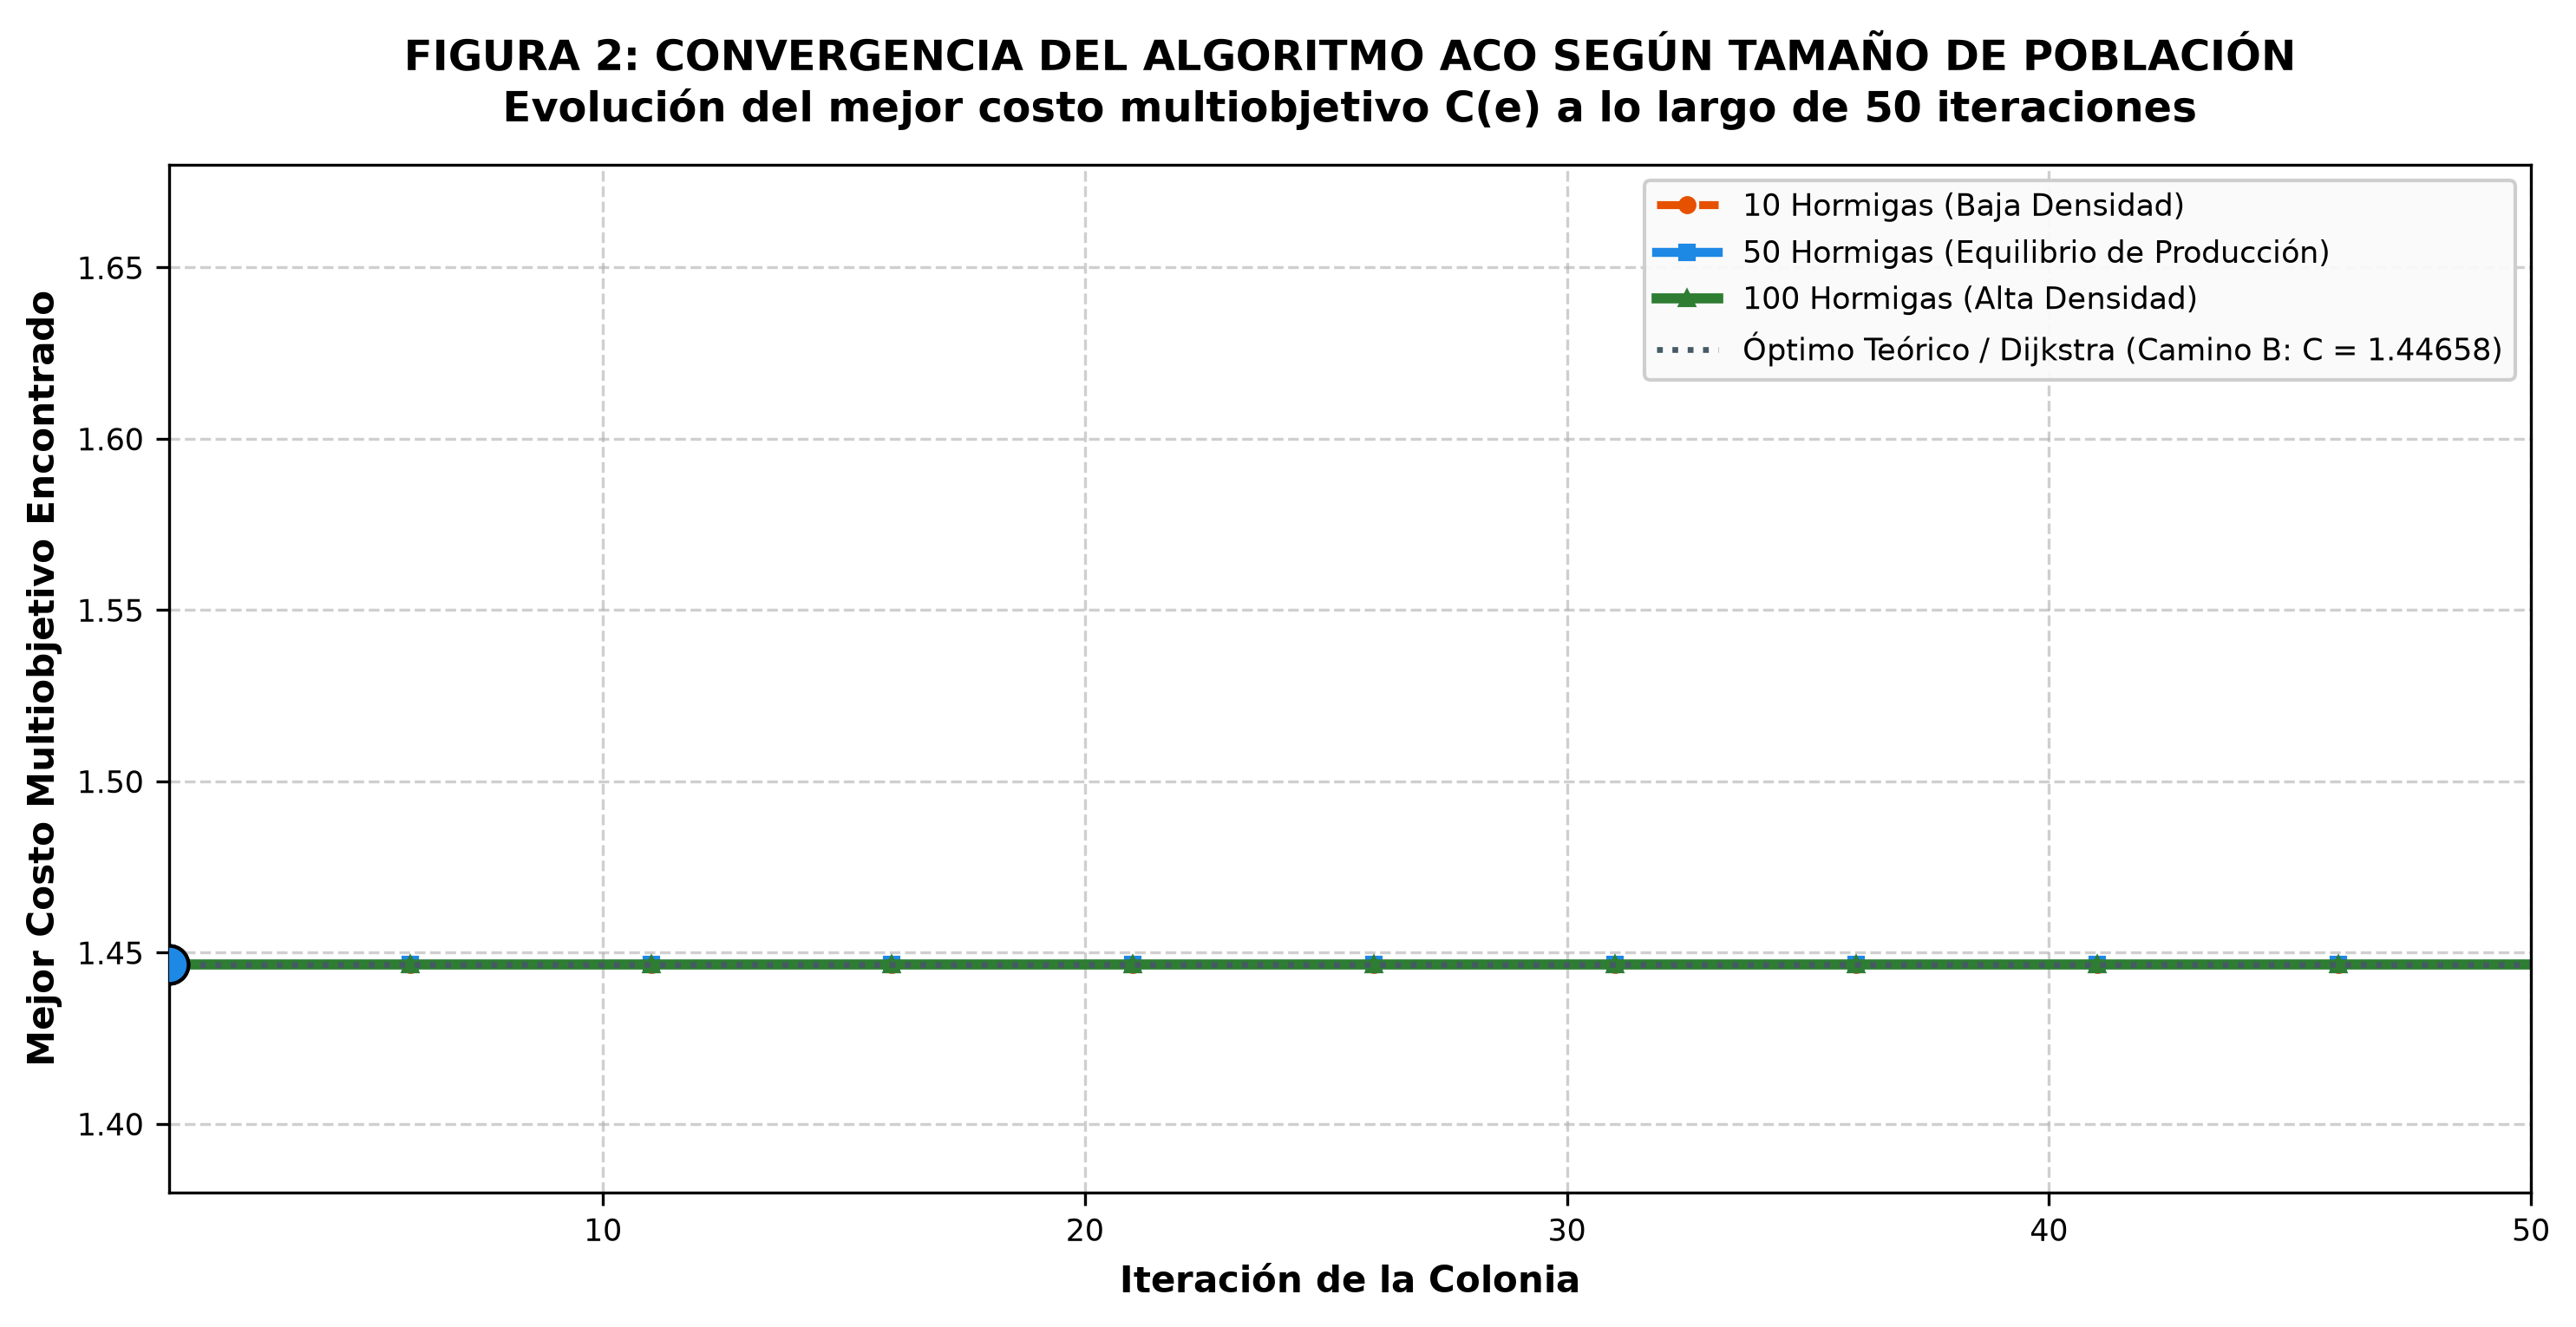 FIGURA 2: CONVERGENCIA DEL ALGORITMO ACO SEGÚN TAMAÑO DE POBLACIÓN
Evolución del mejor costo multiobjetivo C(e) a lo largo de 50 iteraciones
10 Hormigas (Baja Densidad)
50 Hormigas (Equilibrio de Producción)
100 Hormigas (Alta Densidad)
Óptimo Teórico / Dijkstra (Camino B: C = 1.44658)
Mejor Costo Multiobjetivo Encontrado
1.65
1.60
1.55
1.50
1.45
1.40
10 20 30 40 50
Iteración de la Colonia